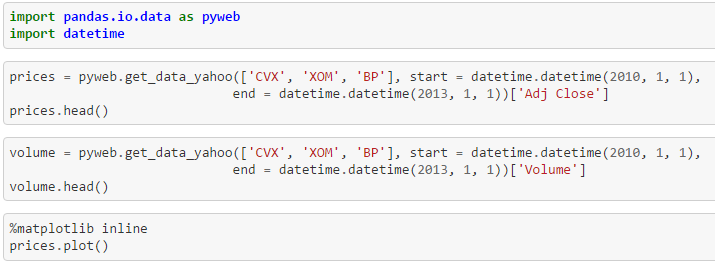 import pandas.io.data as pyweb
import datetime
prices = pyweb.get_data_yahoo(['CVX', 'XOM', 'BP'], start = datetime.datetime(2010, 1, 1),
                              end = datetime.datetime(2013, 1, 1))['Adj Close']
prices.head()
volume = pyweb.get_data_yahoo(['CVX', 'XOM', 'BP'], start = datetime.datetime(2010, 1, 1),
                              end = datetime.datetime(2013, 1, 1))['Volume']
volume.head()
%matplotlib inline
prices.plot()